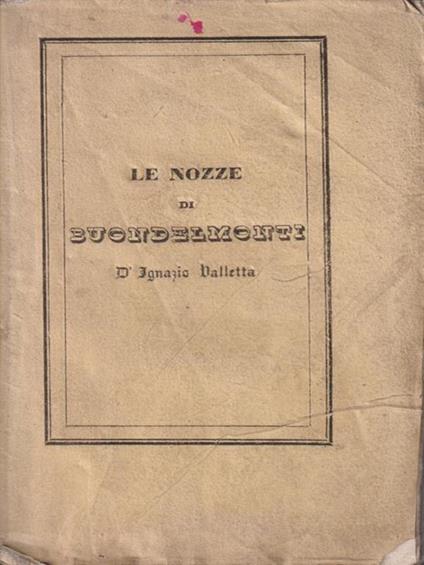 LE NOZZE
DI
BUONDELMONTI
D' Ignazio Valletta